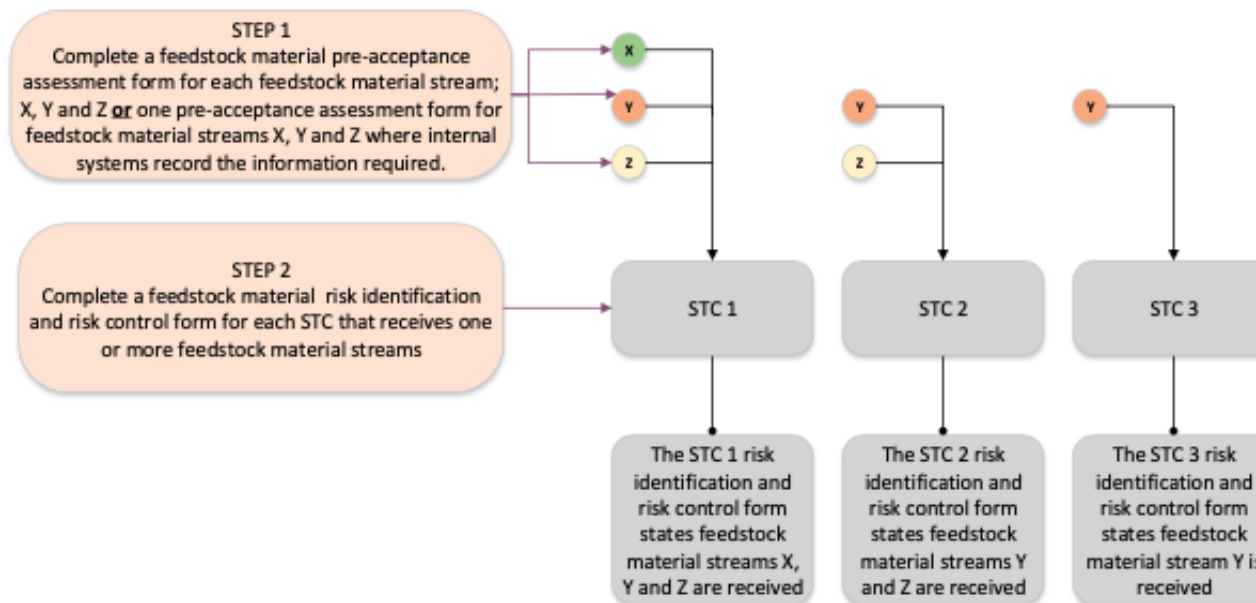 STEP 1
Complete a feedstock material pre-acceptance
assessment form for each feedstock material stream;
X, Y and Z or one pre-acceptance assessment form for
feedstock material streams X, Y and Z where internal
systems record the information required.
X
Y
Z
Y
Z
Y
STEP 2
Complete a feedstock material risk identification
and risk control form for each STC that receives one
or more feedstock material streams
STC 1
STC 2
STC 3
The STC 1 risk
identification and
risk control form
states feedstock
material streams X,
Y and Z are received
The STC 2 risk
identification and
risk control form
states feedstock
material streams Y
and Z are received
The STC 3 risk
identification and
risk control form
states feedstock
material stream Y is
received